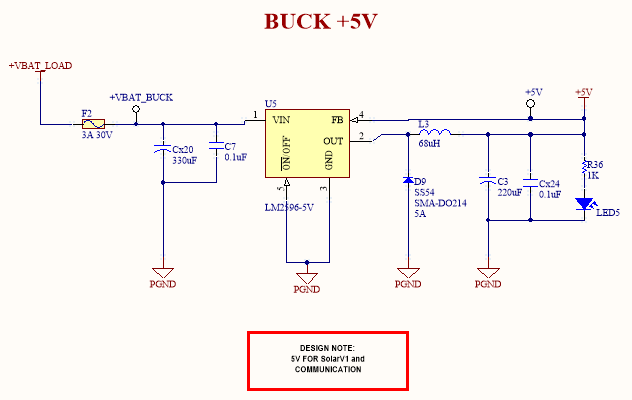 BUCK +5V
+VBAT_LOAD
F2
3A 30V
+VBAT_BUCK
Cx20
330uF
C7
0.1uF
U5
1
VIN
FB
4
OUT
2
ON/OFF
GND
5
3
LM2596-5V
L3
68uH
D9
SS54
SMA-DO214
5A
+5V
+5V
C3
220uF
Cx24
0.1uF
R36
1K
LED5
PGND
PGND
PGND
PGND
DESIGN NOTE:
5V FOR SolarV1 and
COMMUNICATION